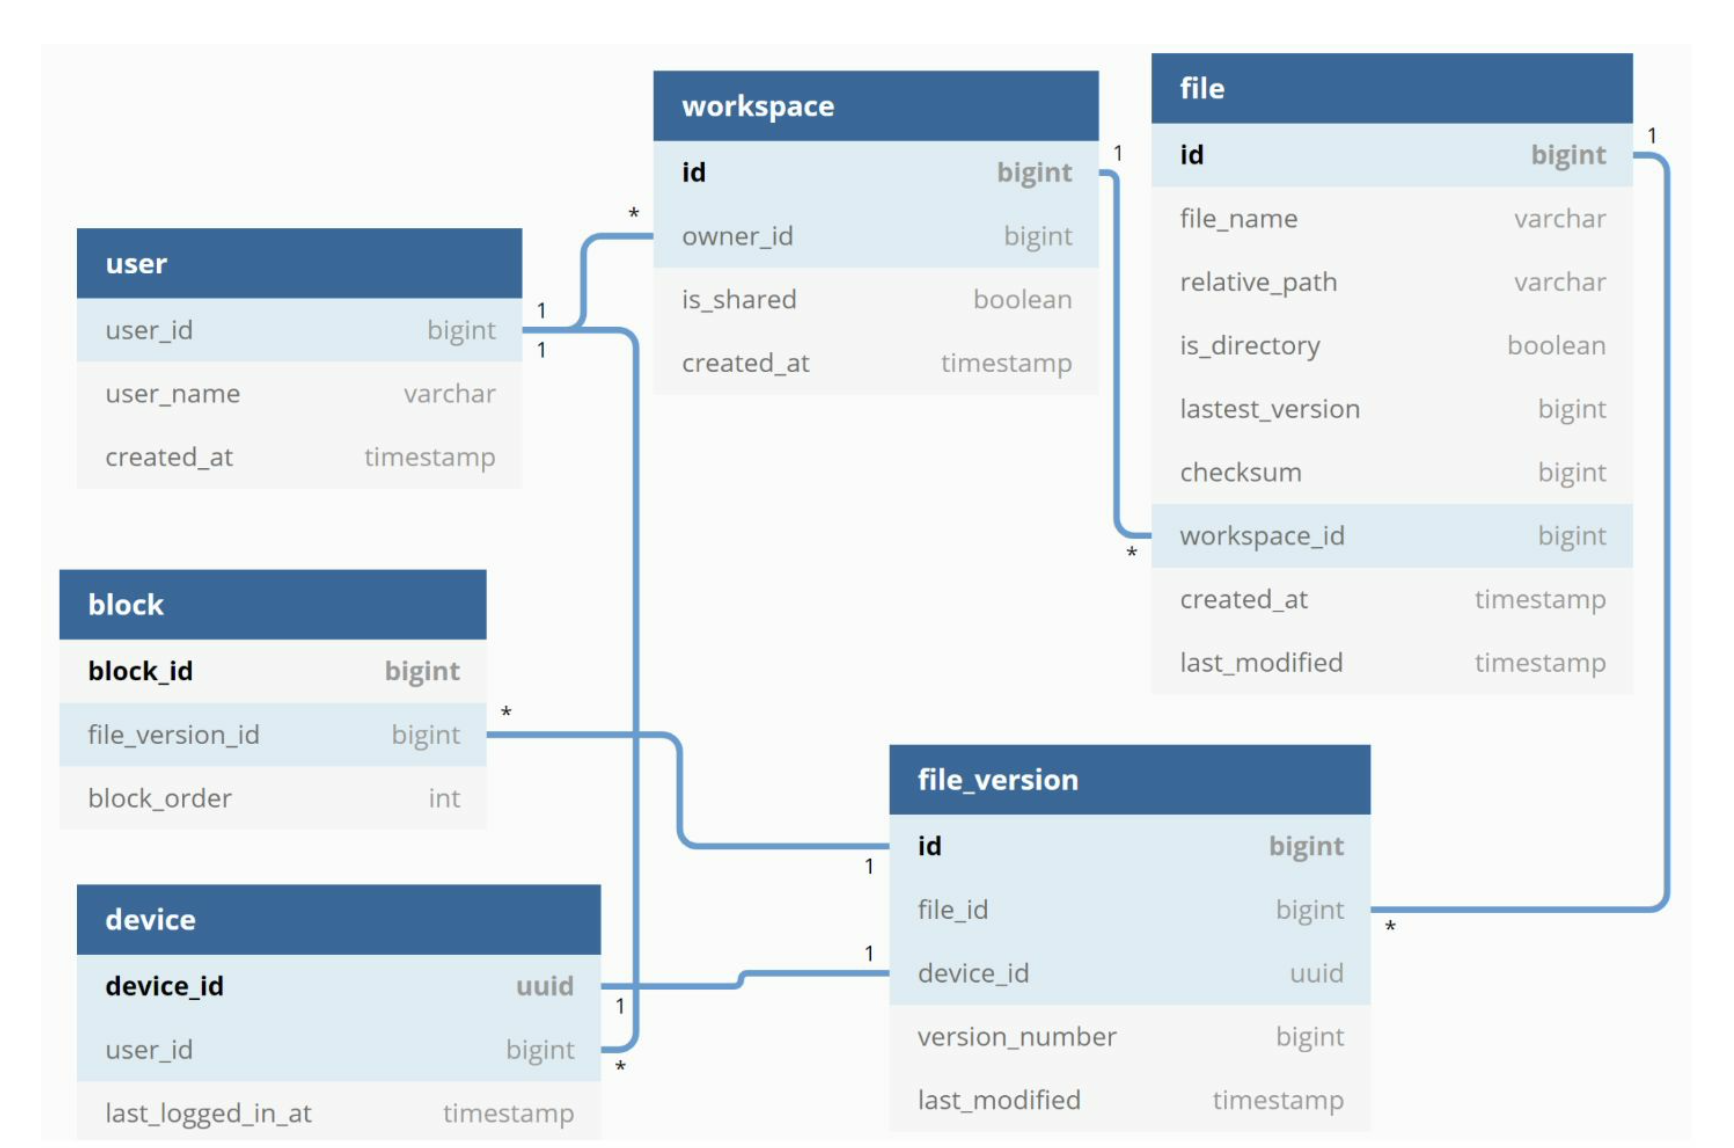 user
user_id bigint
user_name varchar
created_at timestamp
1
1
*
workspace
id bigint
owner_id bigint
is_shared boolean
created_at timestamp
1
*
file
id bigint
file_name varchar
relative_path varchar
is_directory boolean
lastest_version bigint
checksum bigint
workspace_id bigint
created_at timestamp
last_modified timestamp
1
block
block_id bigint
file_version_id bigint
block_order int
*
1
device
device_id uuid
user_id bigint
last_logged_in_at timestamp
1
*
1
file_version
id bigint
file_id bigint
device_id uuid
version_number bigint
last_modified timestamp
*